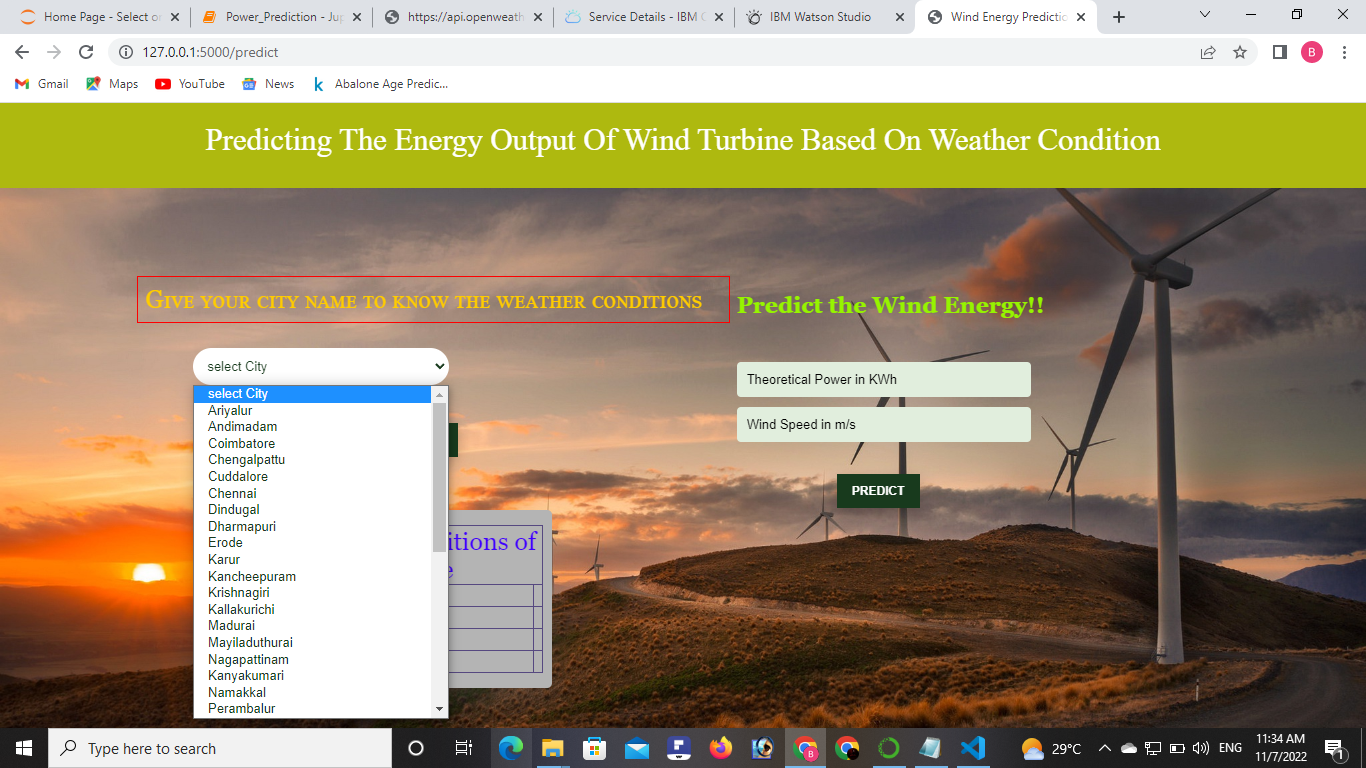 Home Page - Select or
Power_Prediction - Jup
https://api.openweath
Service Details - IBM C
IBM Watson Studio
Wind Energy Predictio
127.0.0.1:5000/predict
B
Gmail
Maps
YouTube
News
Abalone Age Predic...
Predicting The Energy Output Of Wind Turbine Based On Weather Condition
Give your city name to know the weather conditions
Predict the Wind Energy!!
select City
select City
Ariyalur
Andimadam
Coimbatore
Chengalpattu
Cuddalore
Chennai
Dindugal
Dharmapuri
Erode
Karur
Kancheepuram
Krishnagiri
Kallakurichi
Madurai
Mayiladuthurai
Nagapattinam
Kanyakumari
Namakkal
Perambalur
Theoretical Power in KWh
Wind Speed in m/s
PREDICT
itions of
e
Type here to search
29°C
ENG
11:34 AM
11/7/2022
1